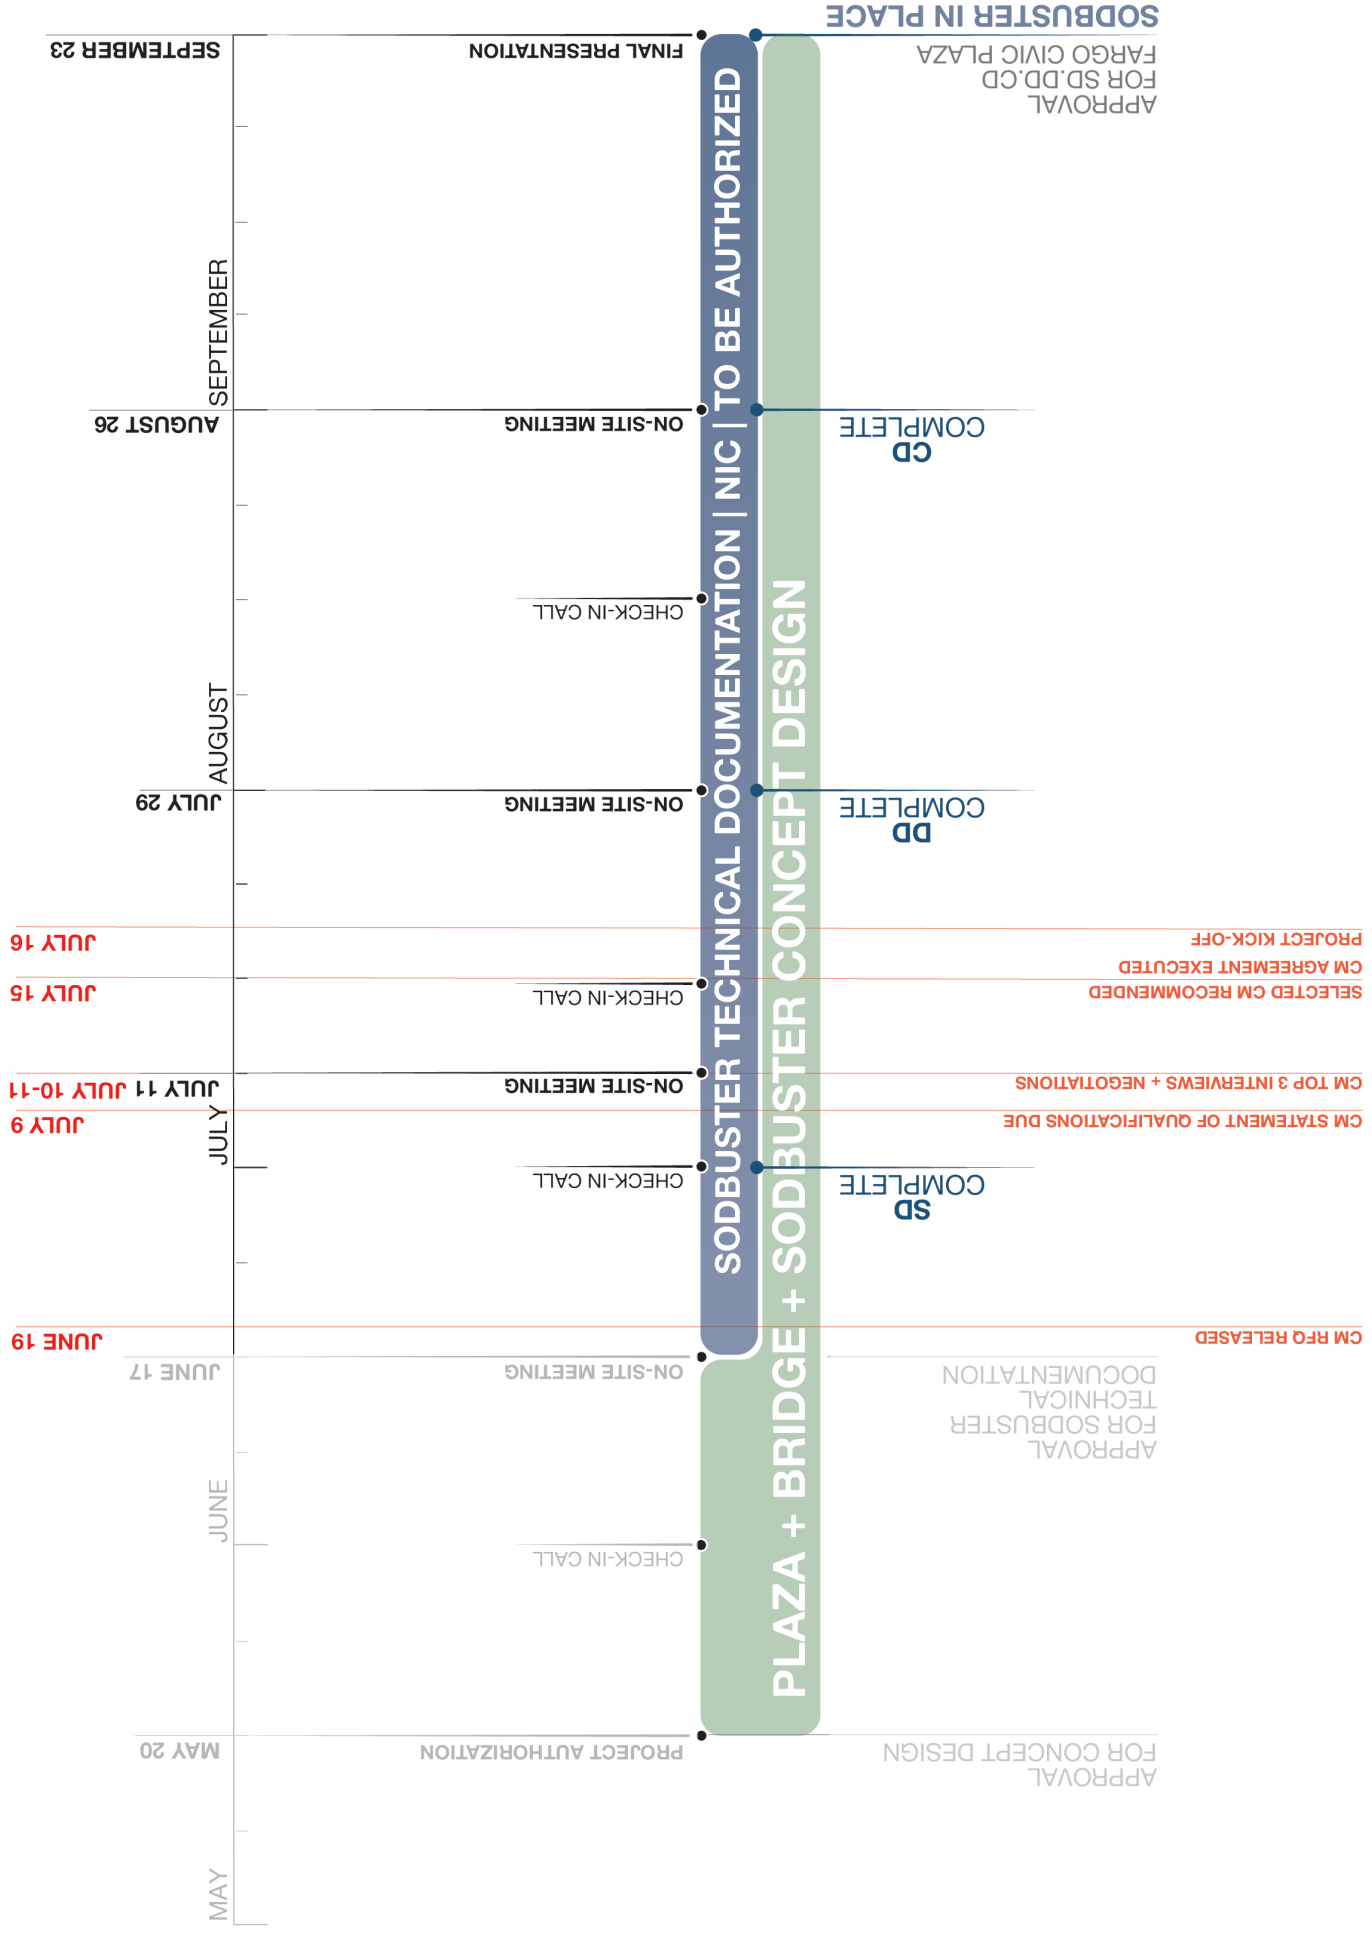 MAY
APPROVAL
FOR CONCEPT DESIGN
PROJECT AUTHORIZATION
MAY 20
CHECK-IN CALL
JUNE
APPROVAL
FOR SODBUSTER
TECHNICAL
DOCUMENTATION
ON-SITE MEETING
JUNE 17
CM RFQ RELEASED
JUNE 19
SD
COMPLETE
CHECK-IN CALL
JULY
CM STATEMENT OF QUALIFICATIONS DUE
JULY 9
CM TOP 3 INTERVIEWS + NEGOTIATIONS
ON-SITE MEETING
JULY 11
JULY 10-11
SELECTED CM RECOMMENDED
CM AGREEMENT EXECUTED
CHECK-IN CALL
JULY 15
PROJECT KICK-OFF
JULY 16
DD
COMPLETE
ON-SITE MEETING
JULY 29
AUGUST
CHECK-IN CALL
CD
COMPLETE
ON-SITE MEETING
AUGUST 26
SEPTEMBER
APPROVAL
FOR SD.DD.CD
FARGO CIVIC PLAZA
SODBUSTER IN PLACE
FINAL PRESENTATION
SEPTEMBER 23
SODBUSTER TECHNICAL DOCUMENTATION | NIC | TO BE AUTHORIZED
PLAZA + BRIDGE + SODBUSTER CONCEPT DESIGN